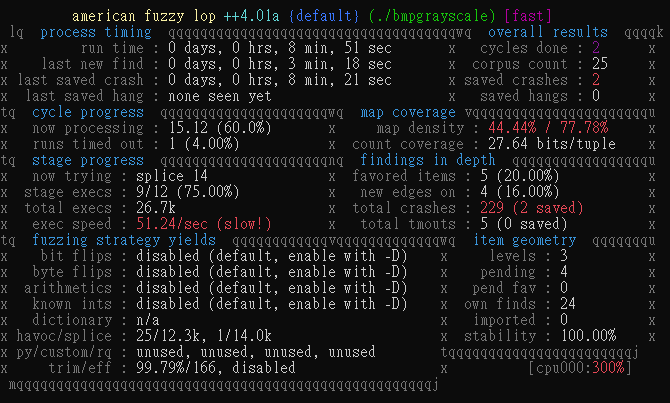 american fuzzy lop ++4.01a {default} (./bmpgrayscale) [fast]
lq  process timing  qqqqqqqqqqqqqqqqqqqqqqqqqqqqqwq  overall results  qqqqk
x        run time : 0 days, 0 hrs, 8 min, 51 sec      x  cycles done : 2      x
x   last new find : 0 days, 0 hrs, 3 min, 18 sec      x corpus count : 25     x
x last saved crash : 0 days, 0 hrs, 8 min, 21 sec      x saved crashes : 2      x
x last saved hang : none seen yet                     x  saved hangs : 0      x
tq  cycle progress  qqqqqqqqqqqqqqqqqqqqwq  map coverage vqqqqqqqqqqqqqqqqqqu
x  now processing : 15.12 (60.0%)      x    map density : 44.44% / 77.78%     x
x  runs timed out : 1 (4.00%)          x count coverage : 27.64 bits/tuple    x
tq  stage progress  qqqqqqqqqqqqqqqqqqqqnq  findings in depth  qqqqqqqqqqqqqu
x  now trying : splice 14              x favored items : 5 (20.00%)           x
x stage execs : 9/12 (75.00%)          x  new edges on : 4 (16.00%)           x
x total execs : 26.7k                  x total crashes : 229 (2 saved)        x
x  exec speed : 51.24/sec (slow!)      x  total tmouts : 5 (0 saved)          x
tq  fuzzing strategy yields  qqqqqqqqqqqvqqqqqqqqqqqwq  item geometry  qqqqqqqu
x   bit flips : disabled (default, enable with -D)   x    levels : 3         x
x  byte flips : disabled (default, enable with -D)   x   pending : 4         x
x arithmetics : disabled (default, enable with -D)   x  pend fav : 0         x
x  known ints : disabled (default, enable with -D)   x own finds : 24        x
x  dictionary : n/a                                  x  imported : 0         x
x havoc/splice : 25/12.3k, 1/14.0k                    x stability : 100.00%   x
x py/custom/rq : unused, unused, unused, unused       tqqqqqqqqqqqqqqqqqqqqqqqj
x    trim/eff : 99.79%/166, disabled                 x          [cpu000:300%]
mqqqqqqqqqqqqqqqqqqqqqqqqqqqqqqqqqqqqqqqqqqqqqqqqqqqqj